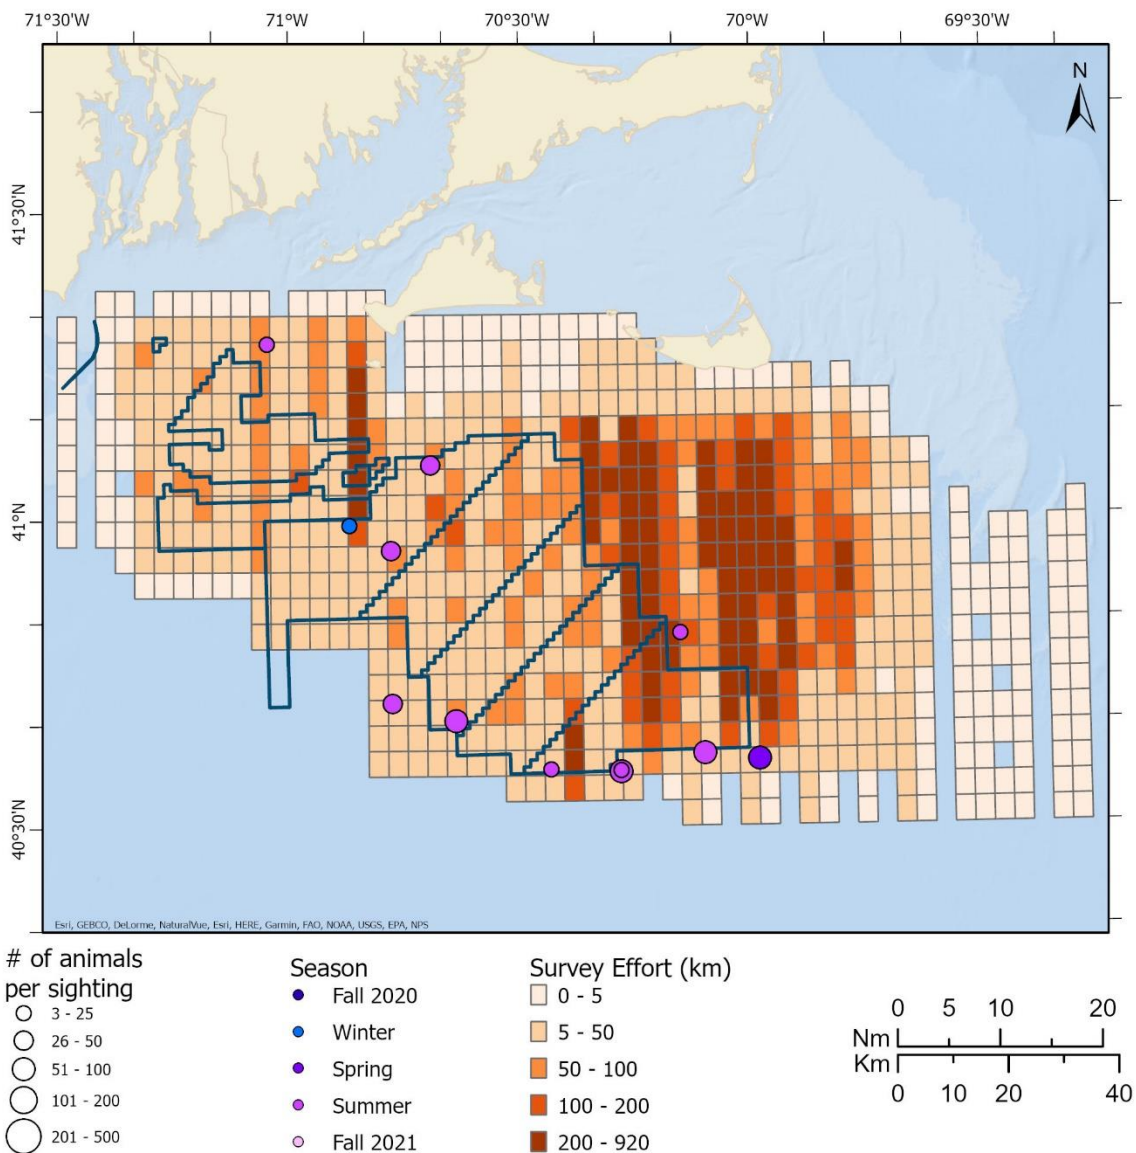 71°30'W 71°W 70°30'W 70°W 69°30'W
N
41°30'N
41°N
40°30'N
Esri, GEBCO, DeLorme, NaturalVue, Esri, HERE, Garmin, FAO, NOAA, USGS, EPA, NPS
# of animals
per sighting
3 - 25
26 - 50
51 - 100
101 - 200
201 - 500
Season
Fall 2020
Winter
Spring
Summer
Fall 2021
Survey Effort (km)
0 - 5
5 - 50
50 - 100
100 - 200
200 - 920
0 5 10 20
Nm
Km
0 10 20 40